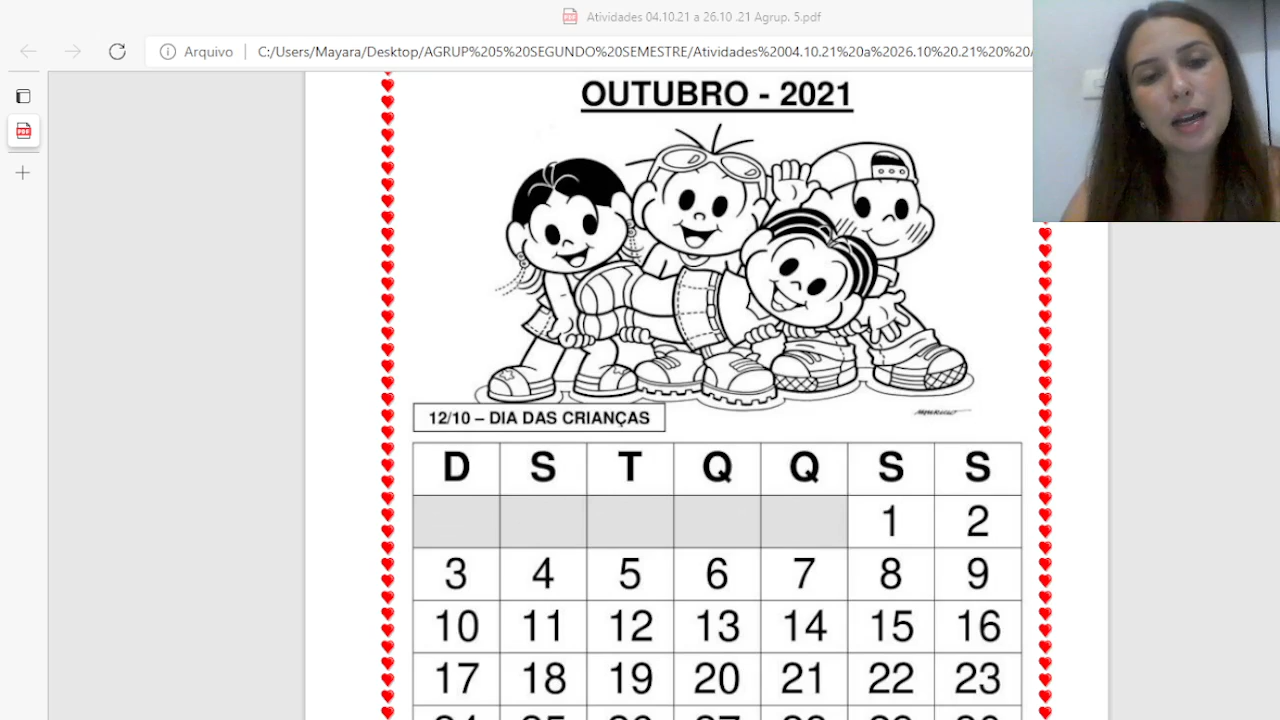 Atividades 04.10.21 a 26.10 .21 Agrup. 5.pdf
Arquivo
C:/Users/Mayara/Desktop/AGRUP%205%20SEGUNDO%20SEMESTRE/Atividades%2004.10.21%20a%2026.10%20.21%20%20
OUTUBRO - 2021
12/10 – DIA DAS CRIANÇAS
D S T Q Q S S
1 2
3 4 5 6 7 8 9
10 11 12 13 14 15 16
17 18 19 20 21 22 23